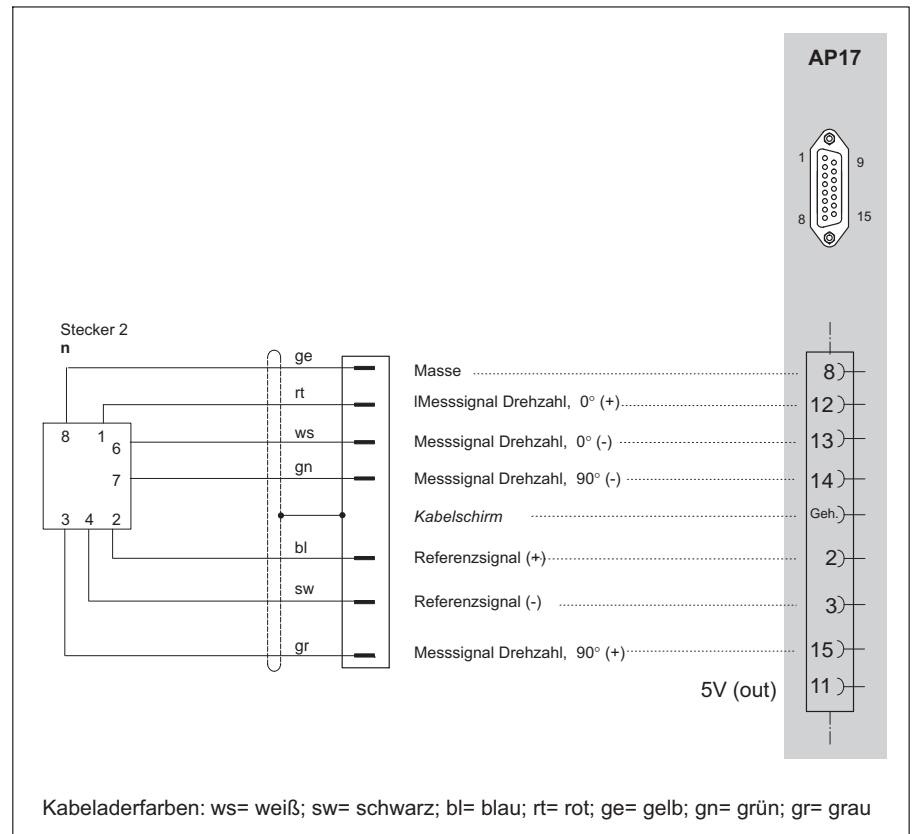 AP17
1
9
8
15
Stecker 2
n
ge
Masse
8
rt
lMesssignal Drehzahl, 0° (+)
12
8
1
6
ws
Messsignal Drehzahl, 0° (-)
13
7
gn
Messsignal Drehzahl, 90° (-)
14
Kabelschirm
Geh.
3
4
2
bl
Referenzsignal (+)
2
sw
Referenzsignal (-)
3
gr
Messsignal Drehzahl, 90° (+)
15
5V (out)
11
Kabeladerfarben: ws= weiß; sw= schwarz; bl= blau; rt= rot; ge= gelb; gn= grün; gr= grau